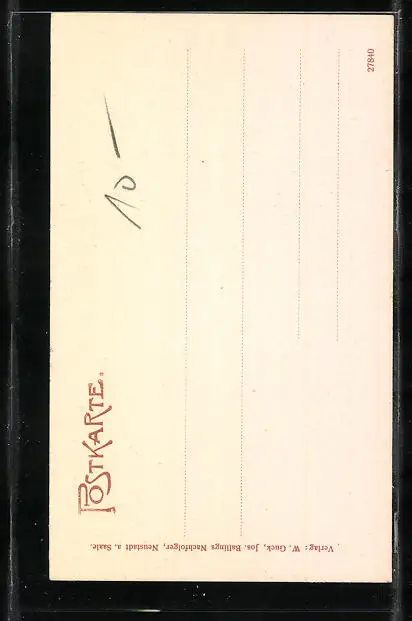 POSTKARTE.
10 –
Verlag: W. Guck, Jos. Ballings Nachfolger, Neustadt a. Saale.
27840